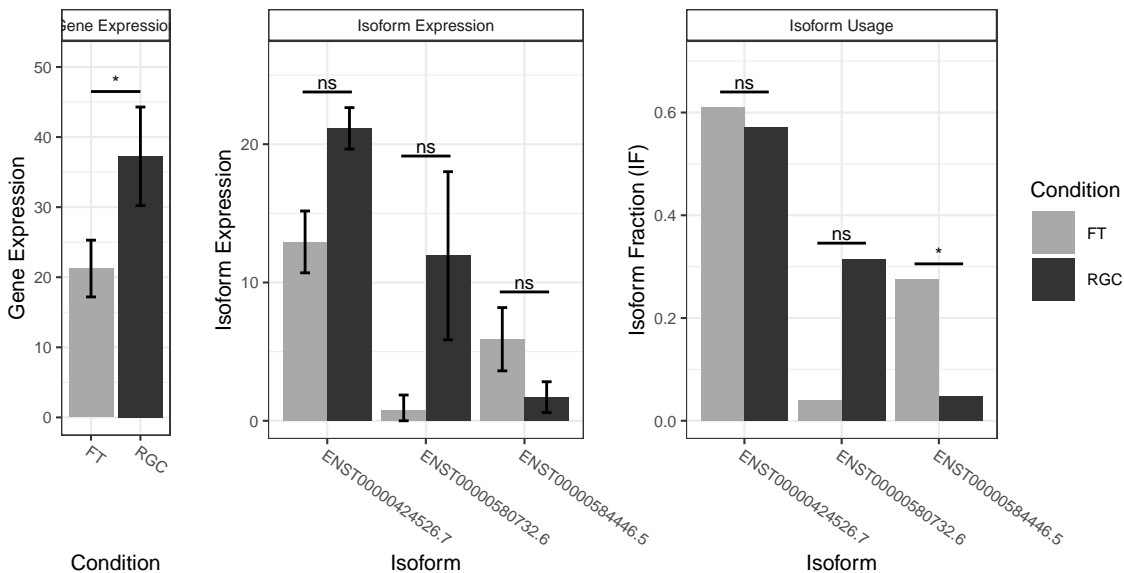 Gene Expression
Isoform Expression
Isoform Usage
Gene Expression
50
40
30
20
10
0
*
FT
RGC
Condition
Isoform Expression
20
10
0
ns
ns
ns
ENST00000424526.7
ENST00000580732.6
ENST00000584446.5
Isoform
Isoform Fraction (IF)
0.6
0.4
0.2
0.0
ns
ns
*
ENST00000424526.7
ENST00000580732.6
ENST00000584446.5
Isoform
Condition
FT
RGC